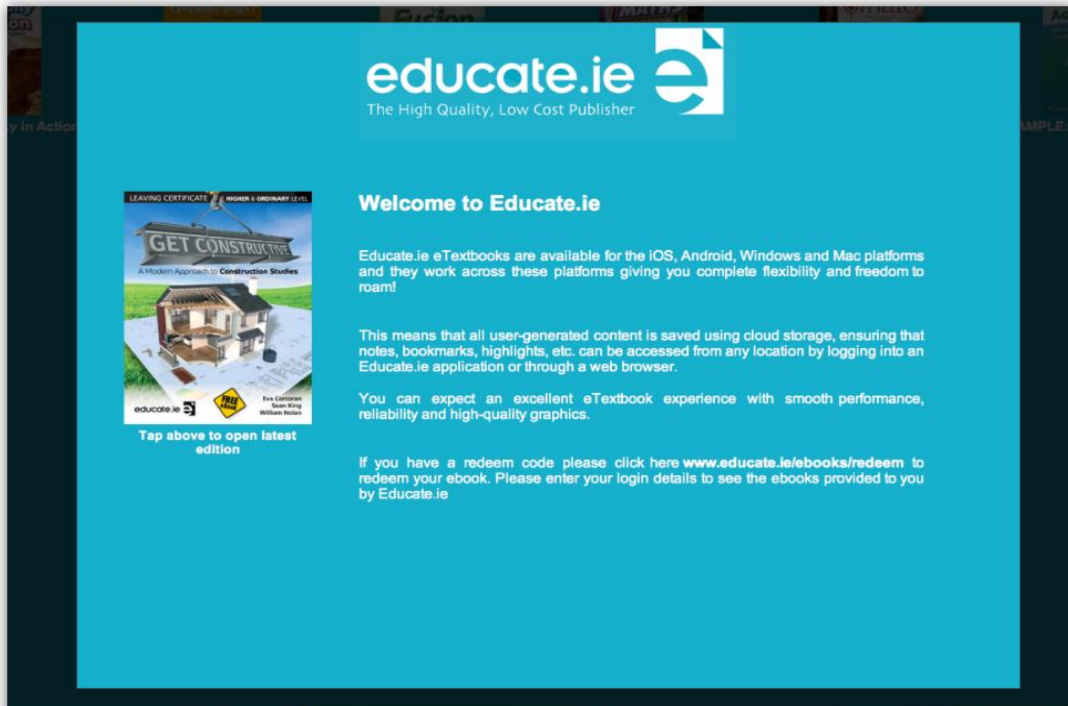 Fusion
MATHS
y in Action
AMPLE:
educate.ie e
The High Quality, Low Cost Publisher
LEAVING CERTIFICATE HIGHER & ORDINARY LEVEL
GET CONSTRUCTIVE
A Modern Approach to Construction Studies
FREE eBook
Eva Corcoran
Sean King
William Nolan
educate.ie e
Tap above to open latest
edition
Welcome to Educate.ie
Educate.ie eTextbooks are available for the iOS, Android, Windows and Mac platforms
and they work across these platforms giving you complete flexibility and freedom to
roam!
This means that all user-generated content is saved using cloud storage, ensuring that
notes, bookmarks, highlights, etc. can be accessed from any location by logging into an
Educate.ie application or through a web browser.
You can expect an excellent eTextbook experience with smooth performance,
reliability and high-quality graphics.
If you have a redeem code please click here www.educate.ie/ebooks/redeem to
redeem your ebook. Please enter your login details to see the ebooks provided to you
by Educate.ie